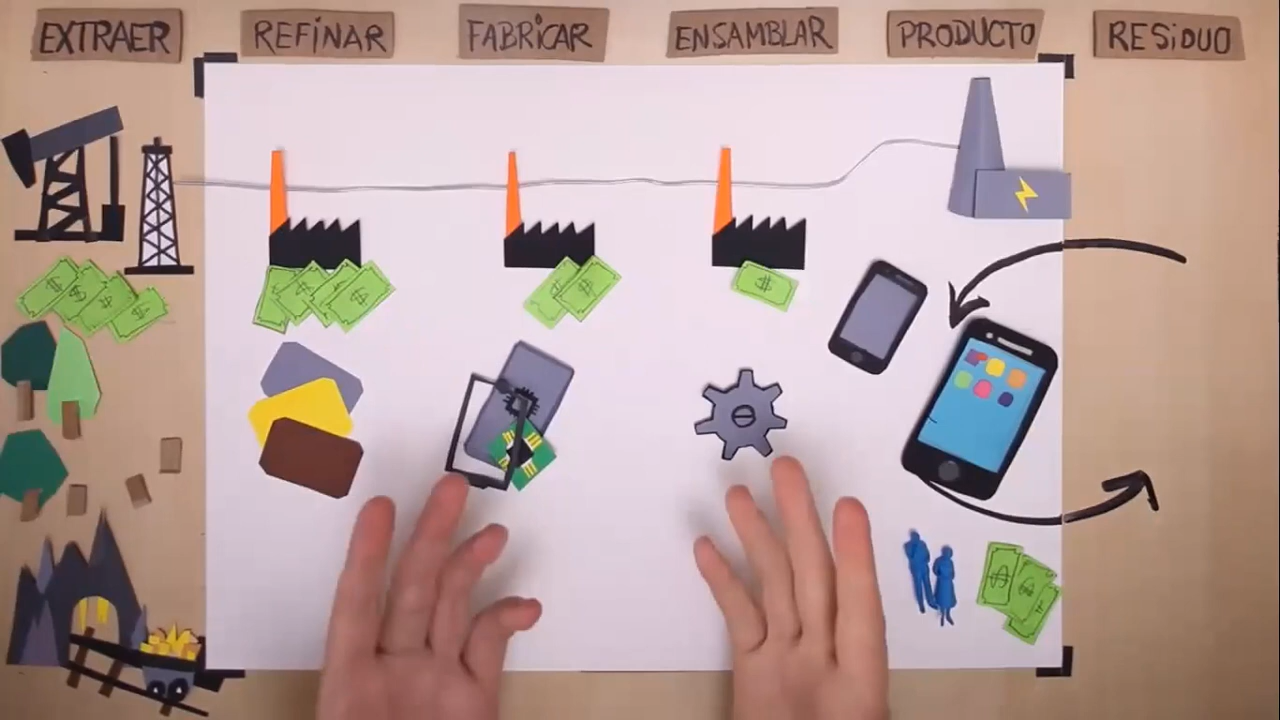 EXTRAER
REFINAR
FABRICAR
ENSAMBLAR
PRODUCTO
RESIDUO